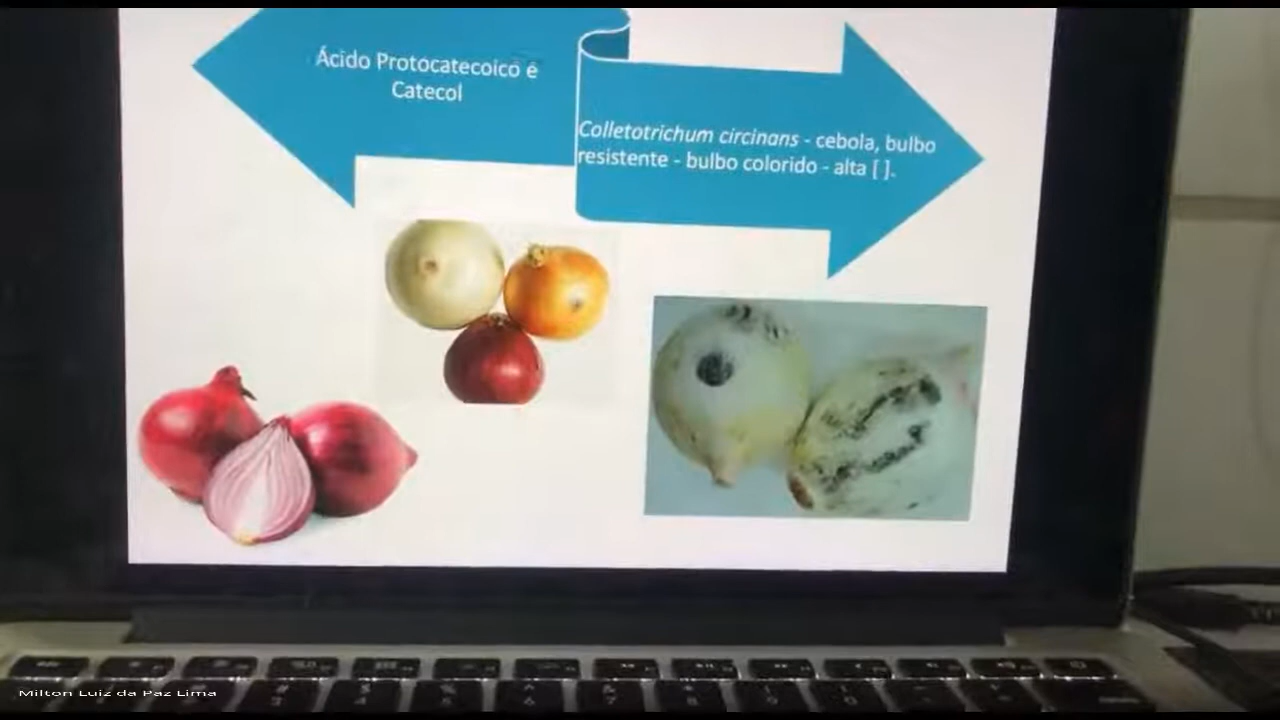 Ácido Protocatecoico e
Catecol
Colletotrichum circinans - cebola, bulbo
resistente - bulbo colorido - alta [ ].
Milton Luiz da Paz Lima